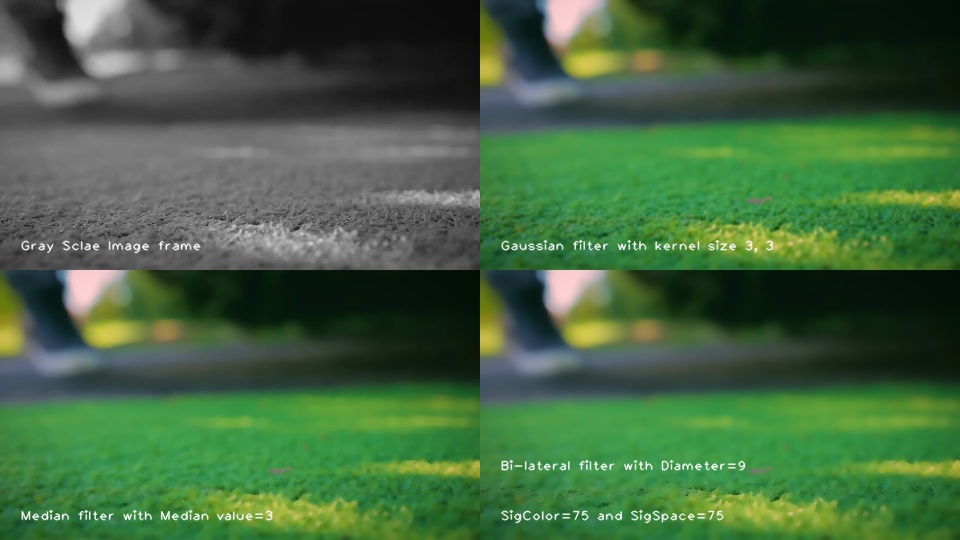 Gray Sclae Image frame
Gaussian filter with kernel size 3, 3
Median filter with Median value=3
Bi-lateral filter with Diameter=9
SigColor=75 and SigSpace=75